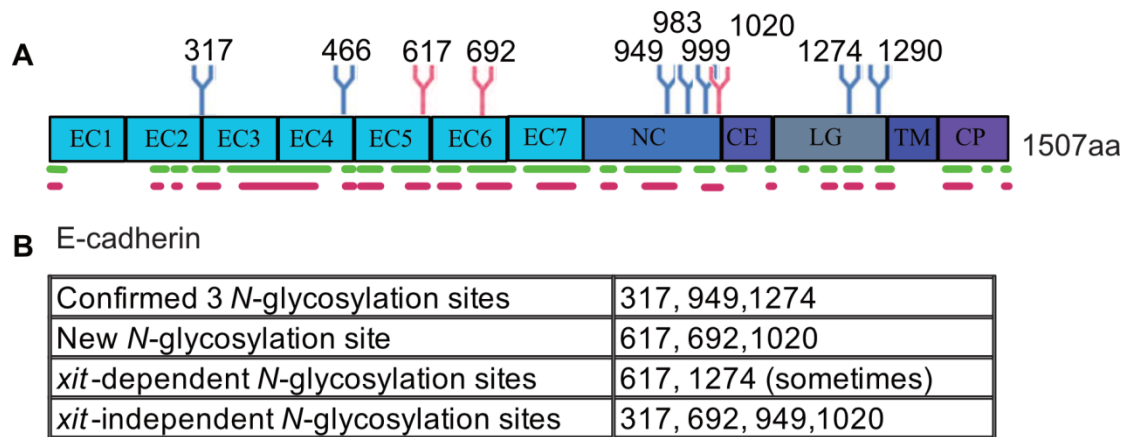 A
317
466
617
692
949
983
999
1020
1274
1290
EC1 EC2 EC3 EC4 EC5 EC6 EC7 NC CE LG TM CP
1507aa
B E-cadherin
Confirmed 3 N-glycosylation sites 317, 949,1274
New N-glycosylation site 617, 692,1020
xit-dependent N-glycosylation sites 617, 1274 (sometimes)
xit-independent N-glycosylation sites 317, 692, 949,1020